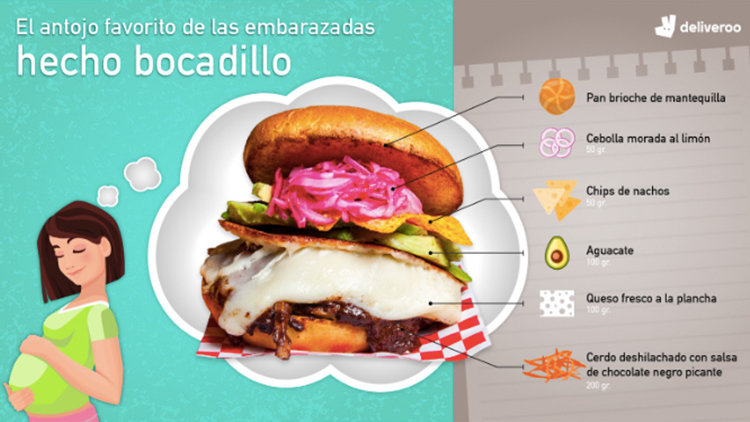 El antojo favorito de las embarazadas
hecho bocadillo
deliveroo
Pan brioche de mantequilla
Cebolla morada al limón
50 gr.
Chips de nachos
50 gr.
Aguacate
100 gr.
Queso fresco a la plancha
100 gr.
Cerdo deshilachado con salsa
de chocolate negro picante
200 gr.